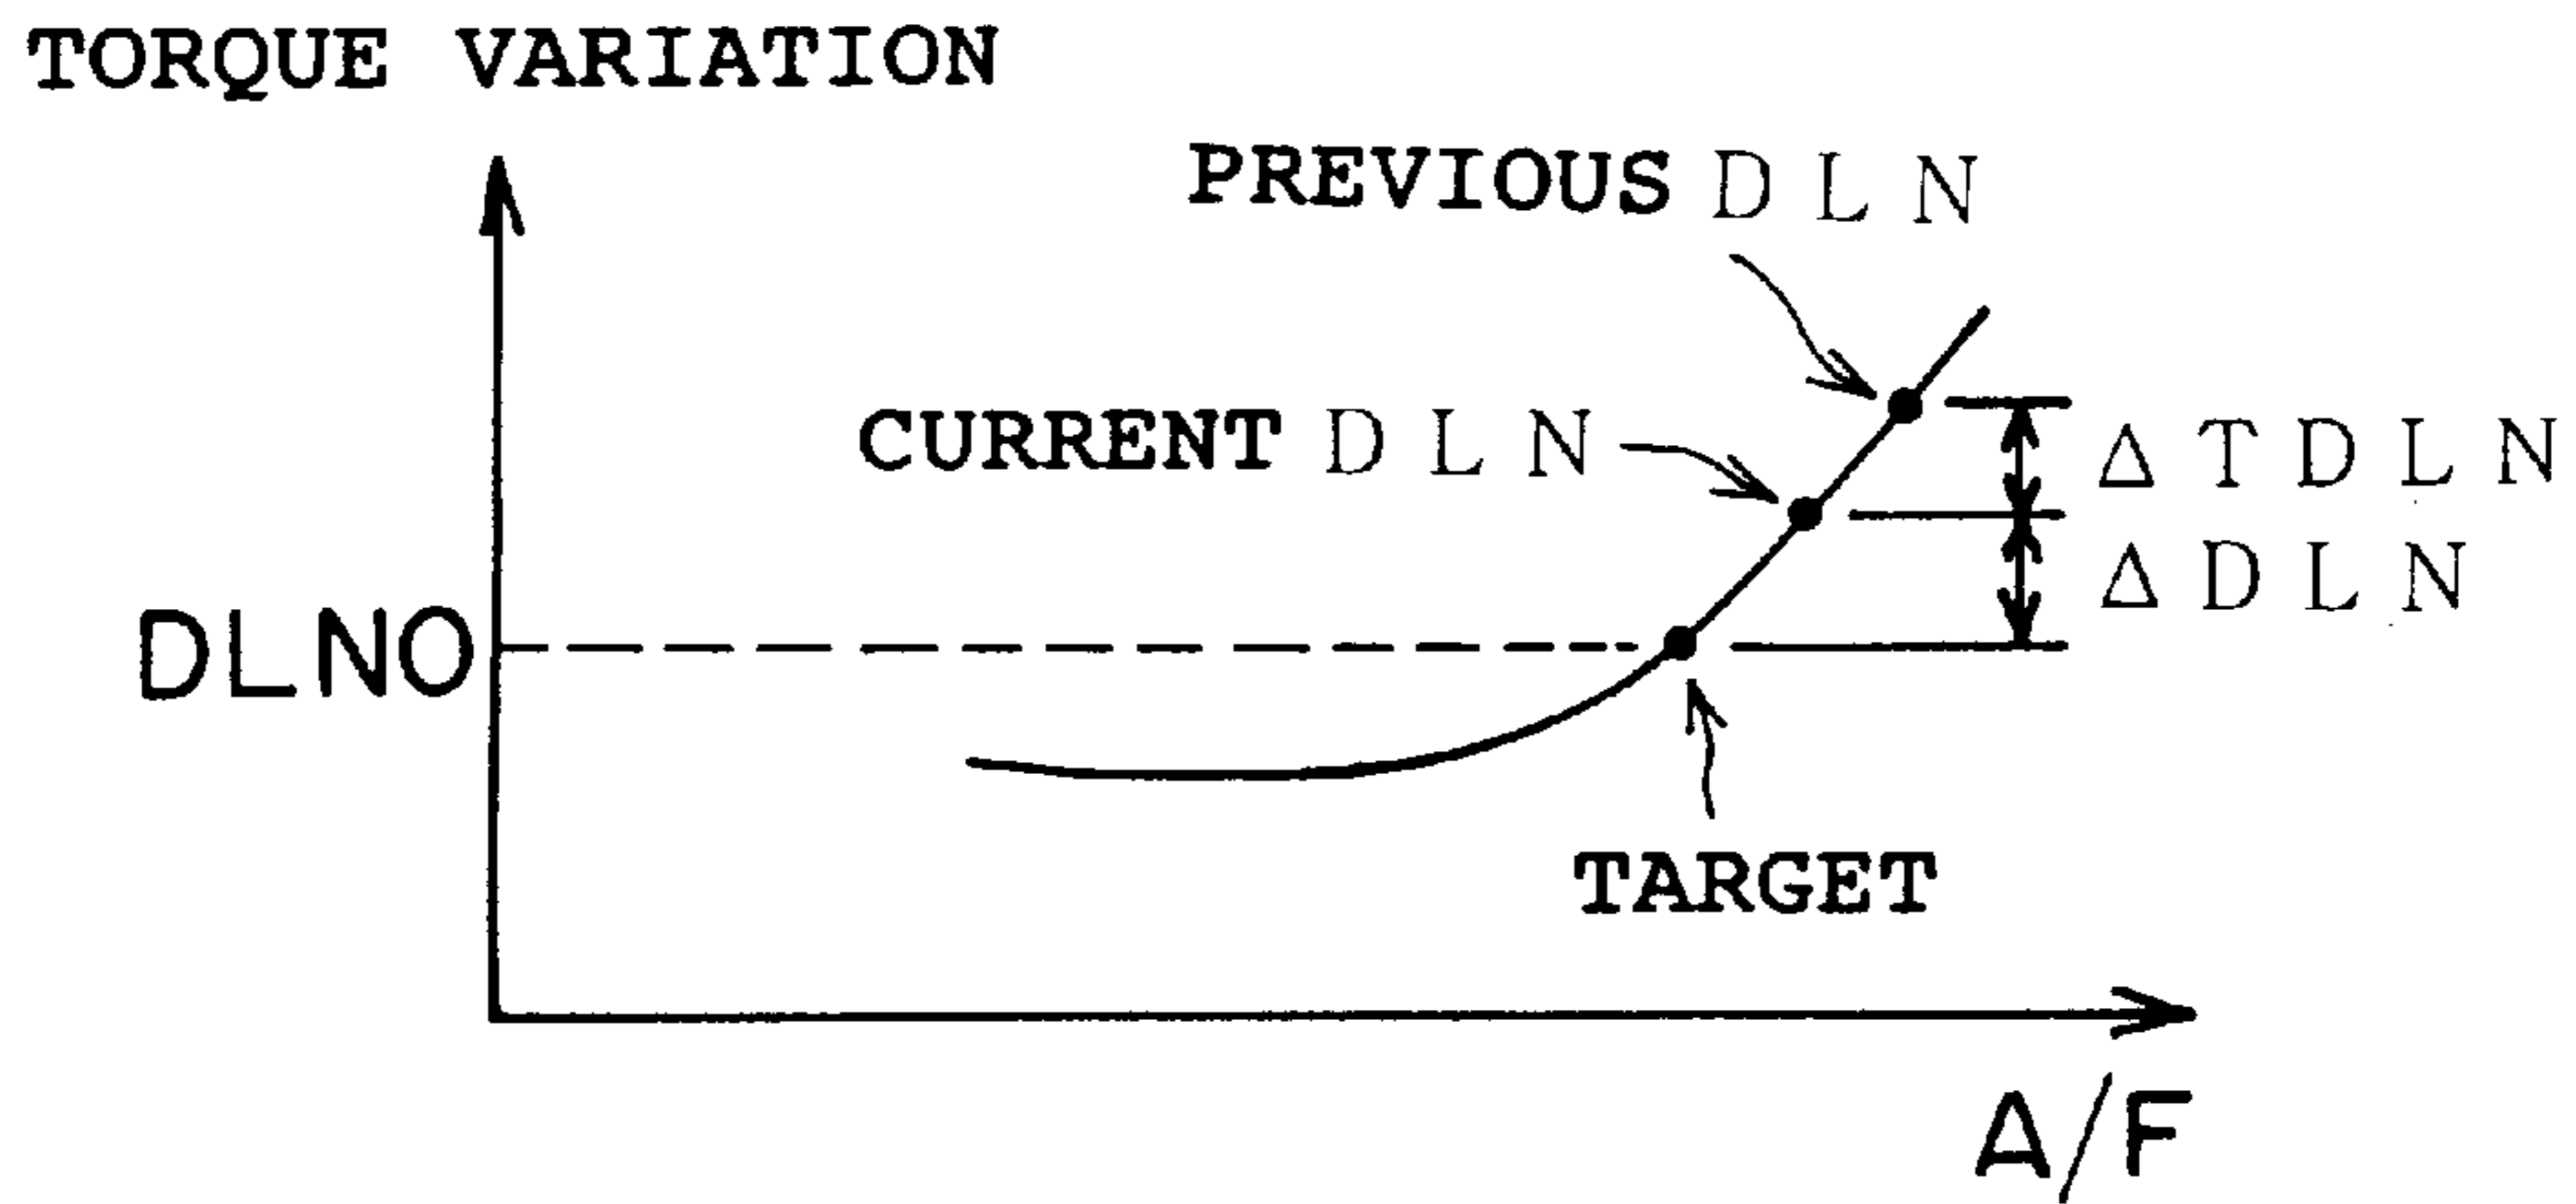 TORQUE VARIATION
PREVIOUS DLN
CURRENT DLN
ΔTDLN
ΔDLN
DLNO
TARGET
A/F